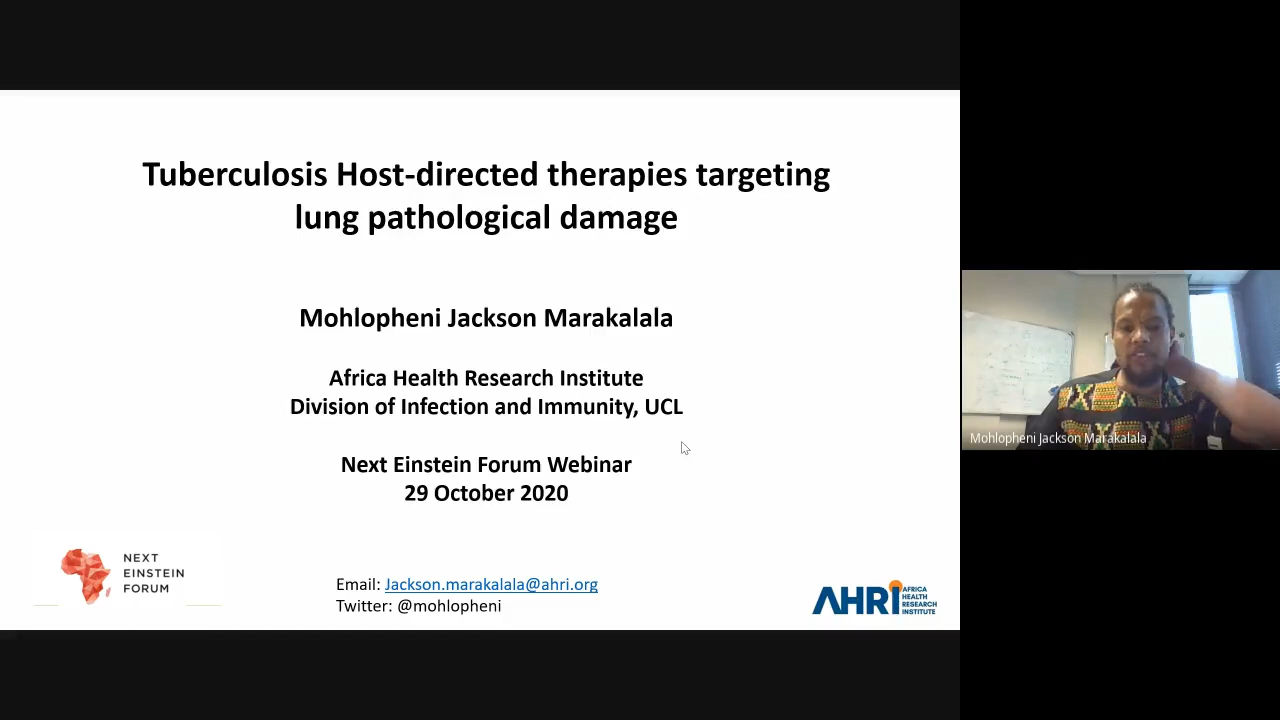 Tuberculosis Host-directed therapies targeting
lung pathological damage
Mohlopheni Jackson Marakalala
Africa Health Research Institute
Division of Infection and Immunity, UCL
Next Einstein Forum Webinar
29 October 2020
NEXT
EINSTEIN
FORUM
Email: Jackson.marakalala@ahri.org
Twitter: @mohlopheni
AHRI AFRICA
HEALTH
RESEARCH
INSTITUTE
Mohlopheni Jackson Marakalala